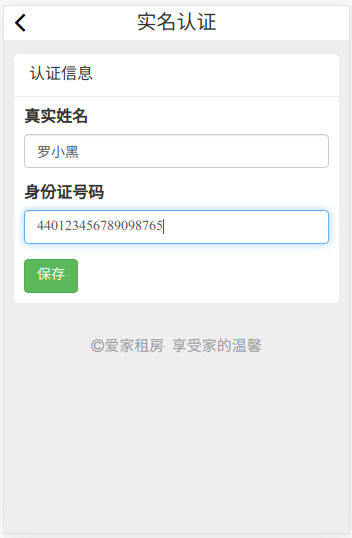 实名认证
认证信息
真实姓名
罗小黑
身份证号码
440123456789098765
保存
©爱家租房 享受家的温馨